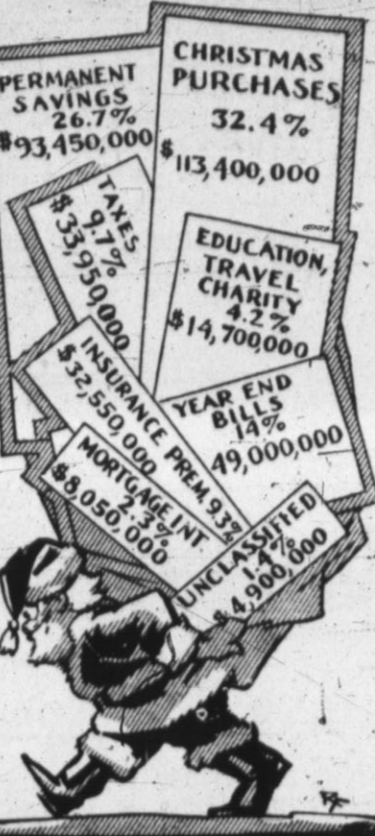 PERMANENT
SAVINGS
26.7%
$93,450,000
CHRISTMAS
PURCHASES
32.4%
$113,400,000
TAXES
9.7%
$33,950,000
EDUCATION,
TRAVEL
CHARITY
4.2%
$14,700,000
INSURANCE PREM. 9.3%
$32,550,000
YEAR END
BILLS
14%
49,000,000
MORTGAGE INT.
2.3%
$8,050,000
UNCLASSIFIED
1.4%
$4,900,000